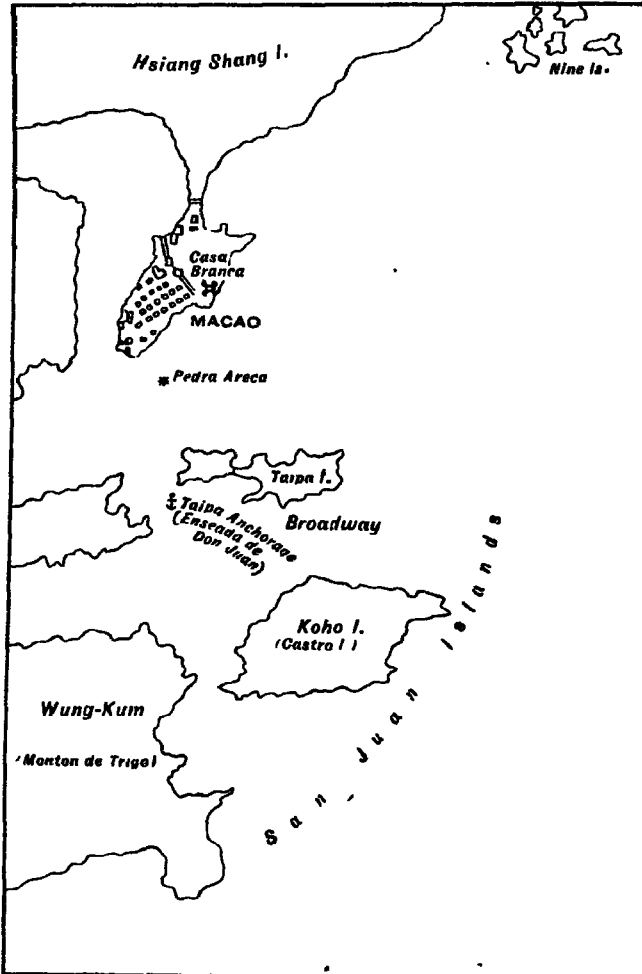 Hsiang Shang I.
Nine Is.
Casa
Branca
MACAO
Pedra Areca
Taipa I.
Taipa Anchorage
(Enseada de
Don Juan)
Broadway
Koho I.
(Castro I)
San Juan Islands
Wung-Kum
(Monton de Trigo)